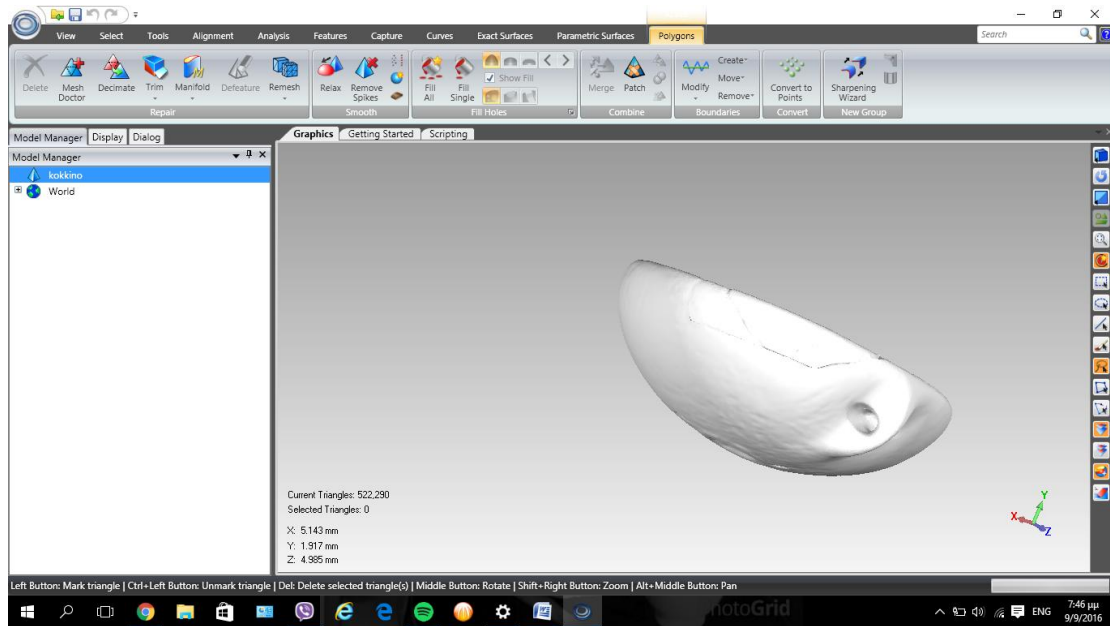 View Select Tools Alignment Analysis Features Capture Curves Exact Surfaces Parametric Surfaces Polygons Search
Delete Mesh Doctor Decimate Trim Manifold Defeature Remesh
Repair
Relax Remove Spikes
Smooth
Fill All Fill Single Show Fill
Fill Holes
Merge Patch
Combine
Modify Create Move Remove
Boundaries
Convert to Points
Convert
Sharpening Wizard
New Group
Model Manager Display Dialog
Graphics Getting Started Scripting
Model Manager
kokkino
World
Current Triangles: 522,290
Selected Triangles: 0
X: 5.143 mm
Y: 1.917 mm
Z: 4.985 mm
Y
X
Z
Left Button: Mark triangle | Ctrl+Left Button: Unmark triangle | Del: Delete selected triangle(s) | Middle Button: Rotate | Shift+Right Button: Zoom | Alt+Middle Button: Pan
ENG
7:46 μμ
9/9/2016